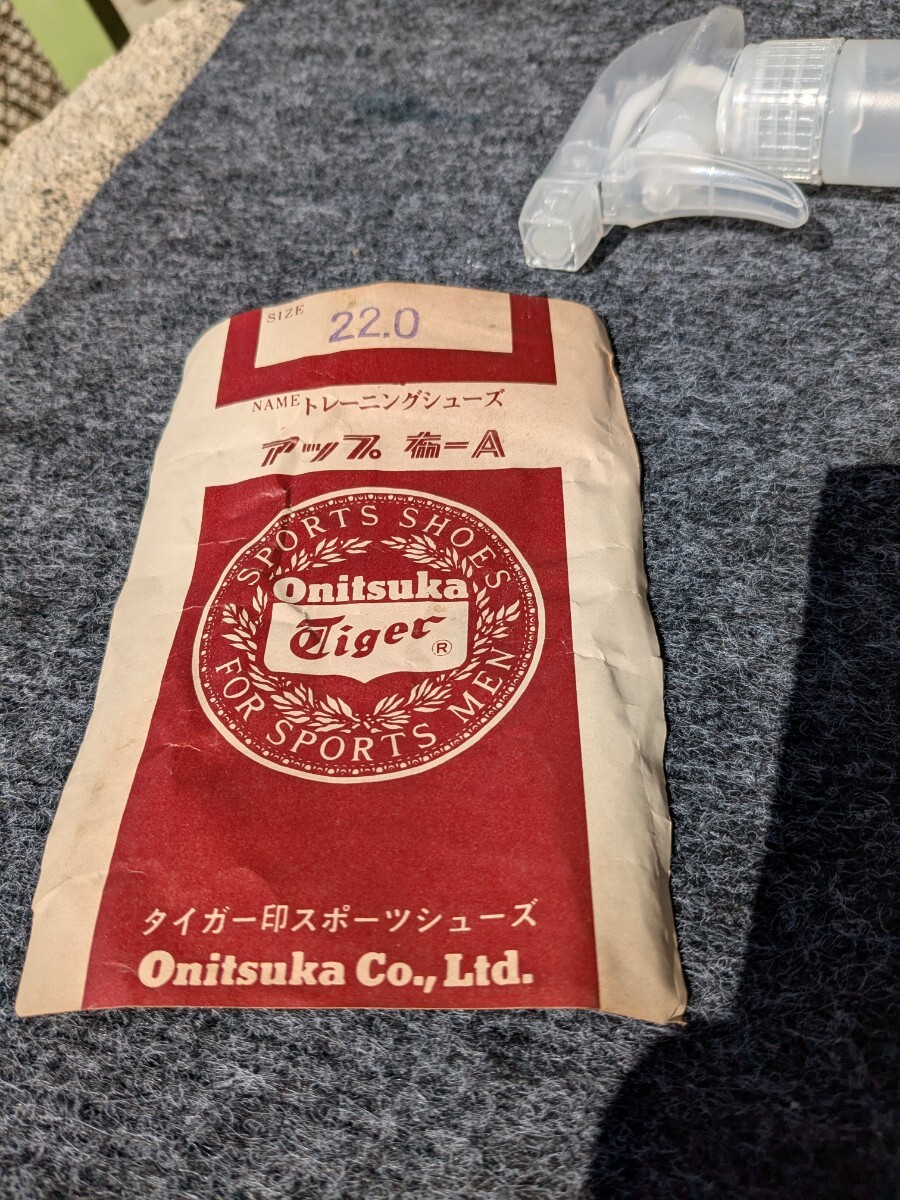 SIZE 22.0
NAME トレーニングシューズ
アップ 布-A
SPORTS SHOES
Onitsuka
Tiger ®
FOR SPORTS MEN
タイガー印スポーツシューズ
Onitsuka Co., Ltd.